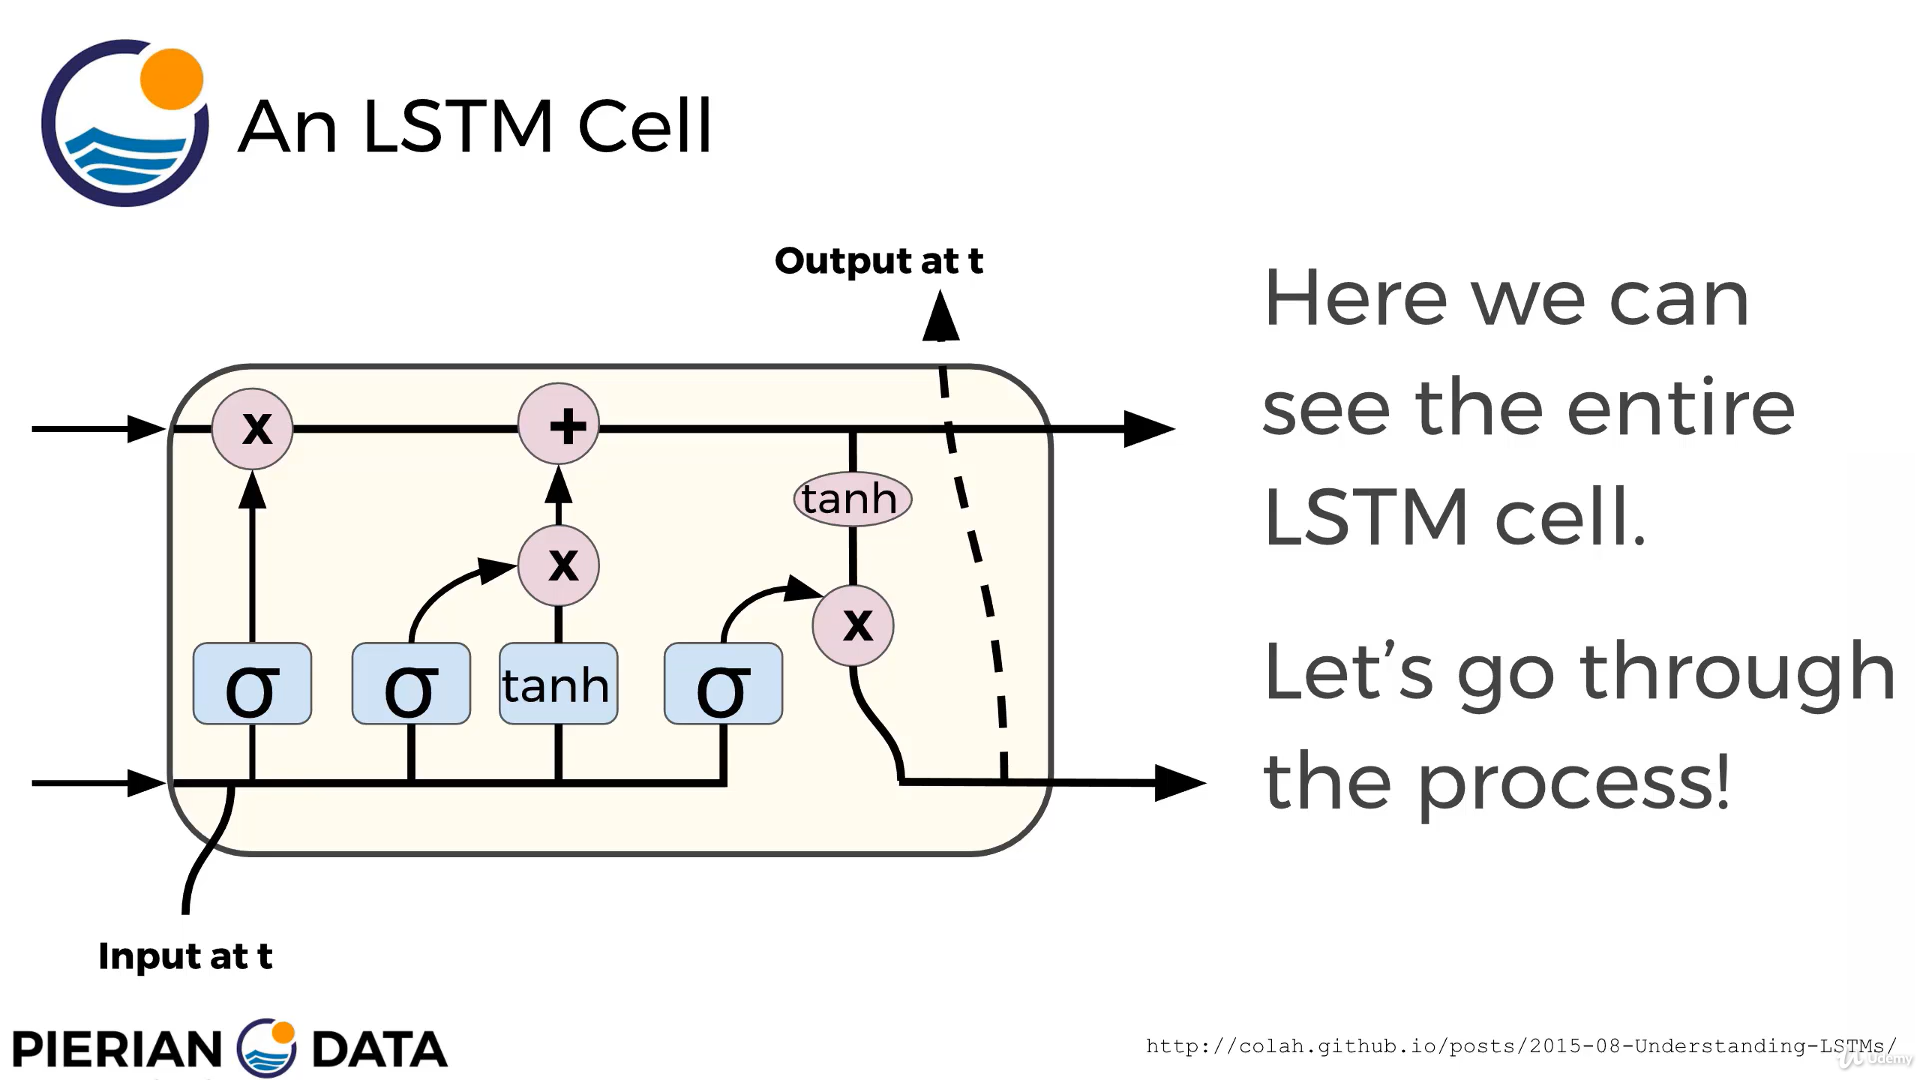 An LSTM Cell
Output at t
Here we can
see the entire
LSTM cell.
Let's go through
the process!
x
+
tanh
x
x
σ
σ
tanh
σ
Input at t
PIERIAN DATA
http://colah.github.io/posts/2015-08-Understanding-LSTMs/
Udemy